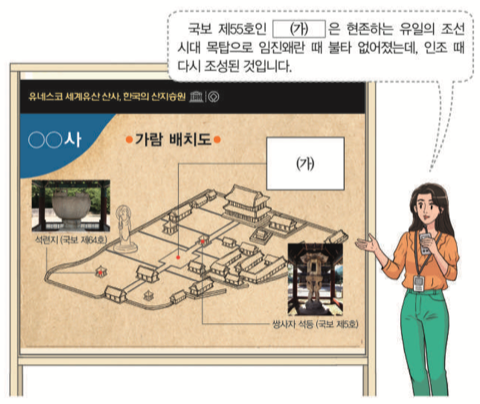 국보 제55호인 (가) 은 현존하는 유일의 조선
시대 목탑으로 임진왜란 때 불타 없어졌는데, 인조 때
다시 조성된 것입니다.
유네스코 세계유산 산사, 한국의 산지승원
○○사
가람 배치도
(가)
석련지 (국보 제64호)
쌍사자 석등 (국보 제5호)